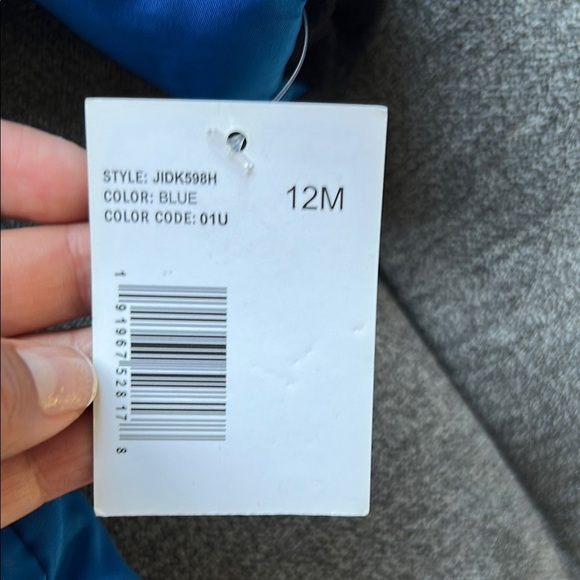 STYLE: JIDK598H
COLOR: BLUE
COLOR CODE: 01U
12M
1 91967 52817 8